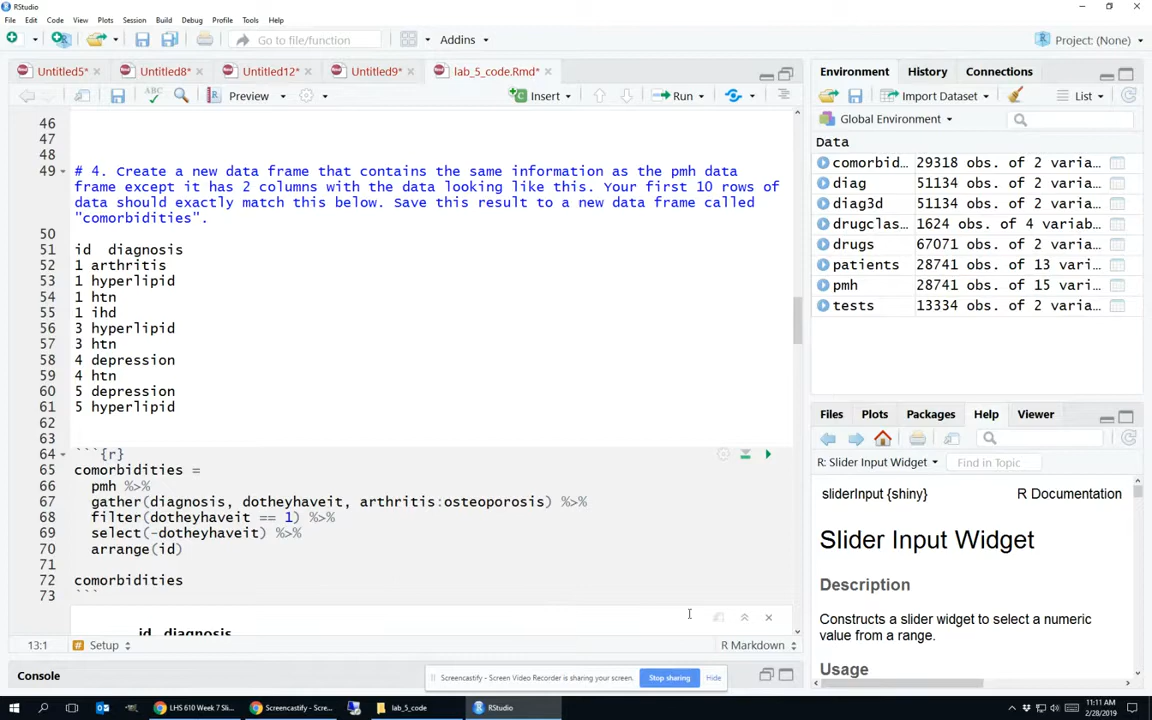 RStudio
File Edit Code View Plots Session Build Debug Profile Tools Help
Go to file/function Addins Project: (None)
Untitled5* Untitled8* Untitled12* Untitled9* lab_5_code.Rmd*
ABC Preview Insert Run
46
47
48
49 # 4. Create a new data frame that contains the same information as the pmh data
frame except it has 2 columns with the data looking like this. Your first 10 rows of
data should exactly match this below. Save this result to a new data frame called
"comorbidities".
50
51 id diagnosis
52 1 arthritis
53 1 hyperlipid
54 1 htn
55 1 ihd
56 3 hyperlipid
57 3 htn
58 4 depression
59 4 htn
60 5 depression
61 5 hyperlipid
62
63
64 ```{r}
65 comorbidities =
66 pmh %>%
67 gather(diagnosis, dotheyhaveit, arthritis:osteoporosis) %>%
68 filter(dotheyhaveit == 1) %>%
69 select(-dotheyhaveit) %>%
70 arrange(id)
71
72 comorbidities
73 ```
id diagnosis
13:1 Setup R Markdown
Console
Environment History Connections
Import Dataset List
Global Environment
Data
comorbid… 29318 obs. of 2 varia…
diag 51134 obs. of 2 varia…
diag3d 51134 obs. of 2 varia…
drugclas… 1624 obs. of 4 variab…
drugs 67071 obs. of 2 varia…
patients 28741 obs. of 13 vari…
pmh 28741 obs. of 15 vari…
tests 13334 obs. of 2 varia…
Files Plots Packages Help Viewer
R: Slider Input Widget Find in Topic
sliderInput {shiny} R Documentation
Slider Input Widget
Description
Constructs a slider widget to select a numeric
value from a range.
Usage
Screencastify - Screen Video Recorder is sharing your screen. Stop sharing Hide
LHS 610 Week 7 Sli… Screencastify - Scre… lab_5_code RStudio
11:11 AM
2/28/2019